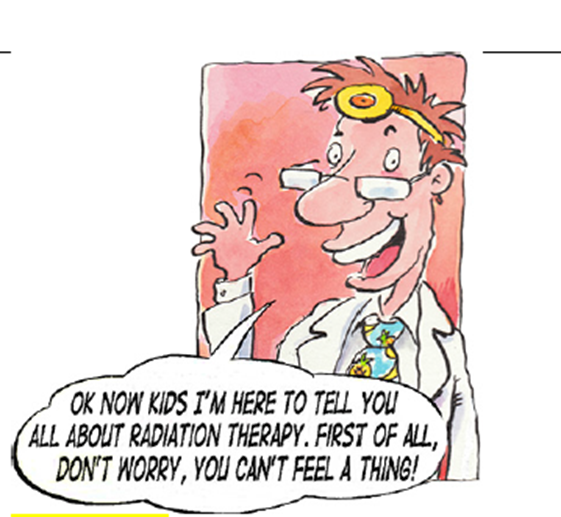 OK NOW KIDS I'M HERE TO TELL YOU
ALL ABOUT RADIATION THERAPY. FIRST OF ALL,
DON'T WORRY, YOU CAN'T FEEL A THING!